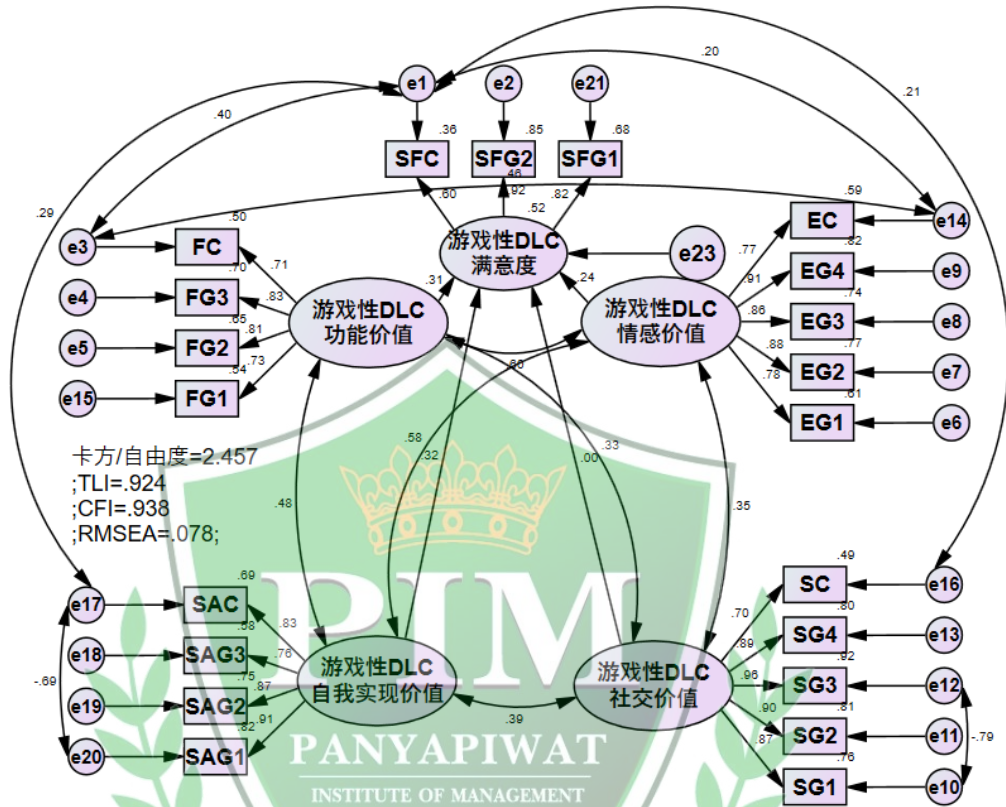 e1
e2
e21
.20
.21
.40
.36
.85
.68
SFC
SFG2
SFG1
.46
.60
.92
.82
.59
.29
.50
.52
e3
FC
游戏性DLC
满意度
e23
EC
e14
.70
.71
.77
.82
e4
FG3
.83
.31
.24
.91
EG4
e9
.65
游戏性DLC
功能价值
游戏性DLC
情感价值
.74
.86
EG3
e8
e5
FG2
.81
.88
.77
EG2
e7
.54
.73
.60
.78
.61
e15
FG1
EG1
e6
卡方/自由度=2.457
;TLI=.924
;CFI=.938
;RMSEA=.078;
.58
.32
.33
.00
.48
.35
.69
.49
e17
SAC
.83
SC
e16
.58
.70
.80
e18
SAG3
.76
.89
SG4
e13
-.69
.75
游戏性DLC
自我实现价值
游戏性DLC
社交价值
.92
.87
.96
SG3
e12
e19
SAG2
.90
.81
.82
.91
.39
SG2
e11
-.79
e20
SAG1
.87
.76
SG1
e10
PIM
PANYAPIWAT
INSTITUTE OF MANAGEMENT